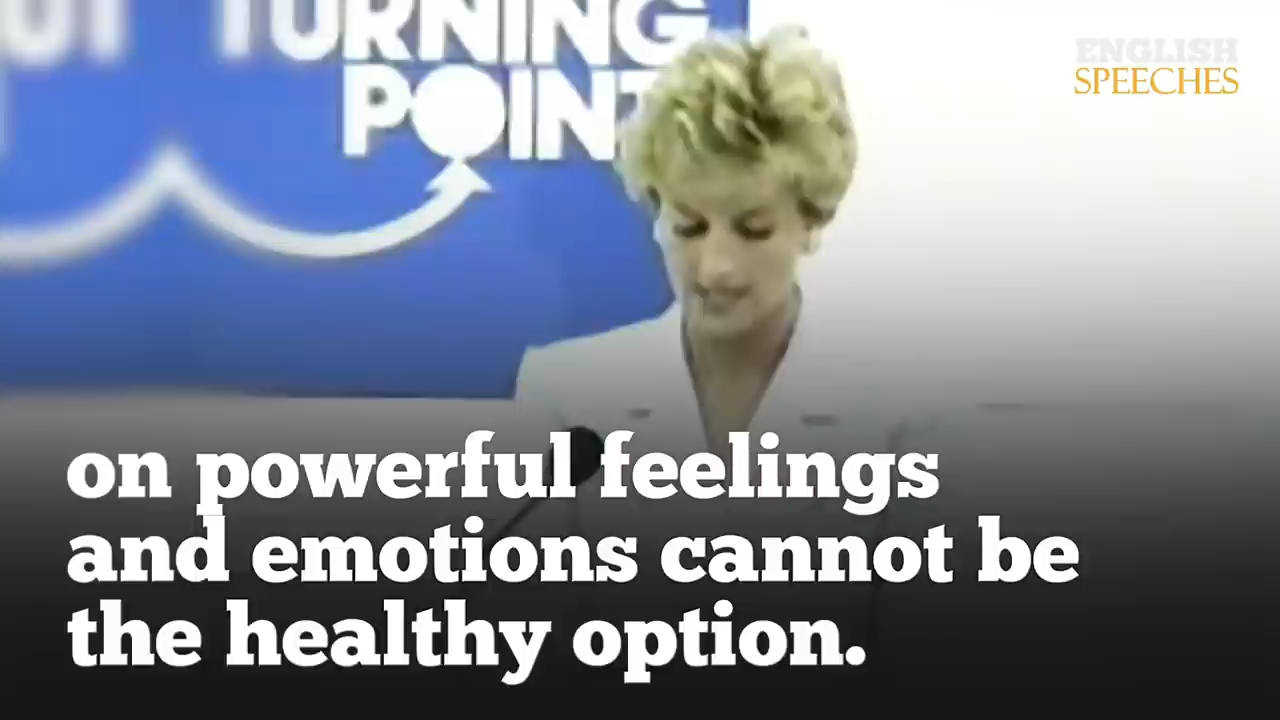 TURNING
POINT
ENGLISH
SPEECHES
on powerful feelings
and emotions cannot be
the healthy option.